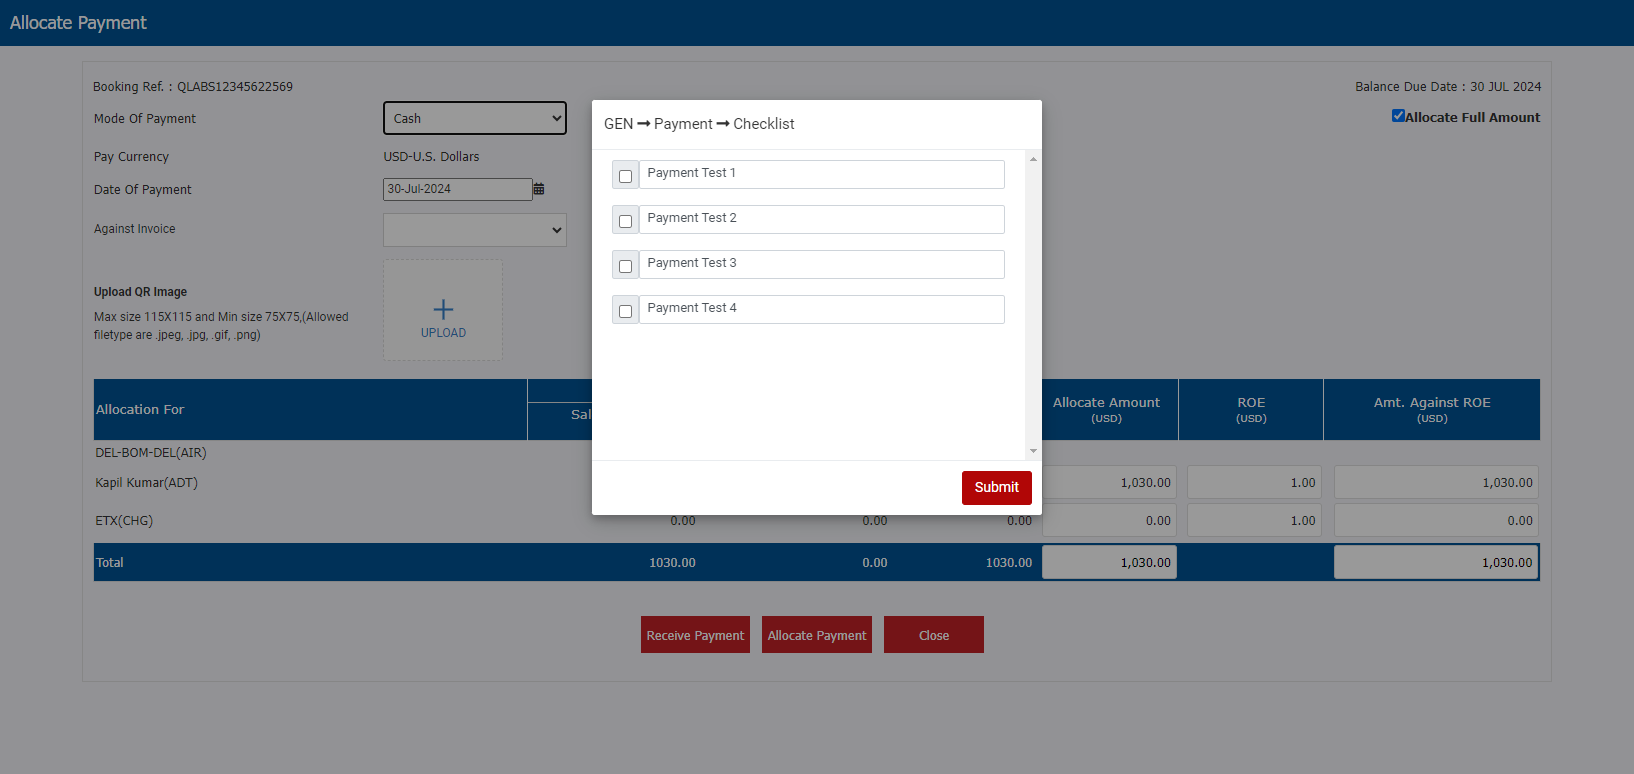 Allocate Payment
Booking Ref. : QLABS12345622569
Balance Due Date : 30 JUL 2024
Mode Of Payment
Cash
Allocate Full Amount
Pay Currency
USD-U.S. Dollars
Date Of Payment
30-Jul-2024
Against Invoice
Upload QR Image
Max size 115X115 and Min size 75X75,(Allowed
filetype are .jpeg, .jpg, .gif, .png)
UPLOAD
GEN ➞ Payment ➞ Checklist
Payment Test 1
Payment Test 2
Payment Test 3
Payment Test 4
Submit
Allocation For
Sal
Allocate Amount
(USD)
ROE
(USD)
Amt. Against ROE
(USD)
DEL-BOM-DEL(AIR)
Kapil Kumar(ADT) 1,030.00 1.00 1,030.00
ETX(CHG) 0.00 0.00 0.00 0.00 1.00 0.00
Total 1030.00 0.00 1030.00 1,030.00 1,030.00
Receive Payment
Allocate Payment
Close